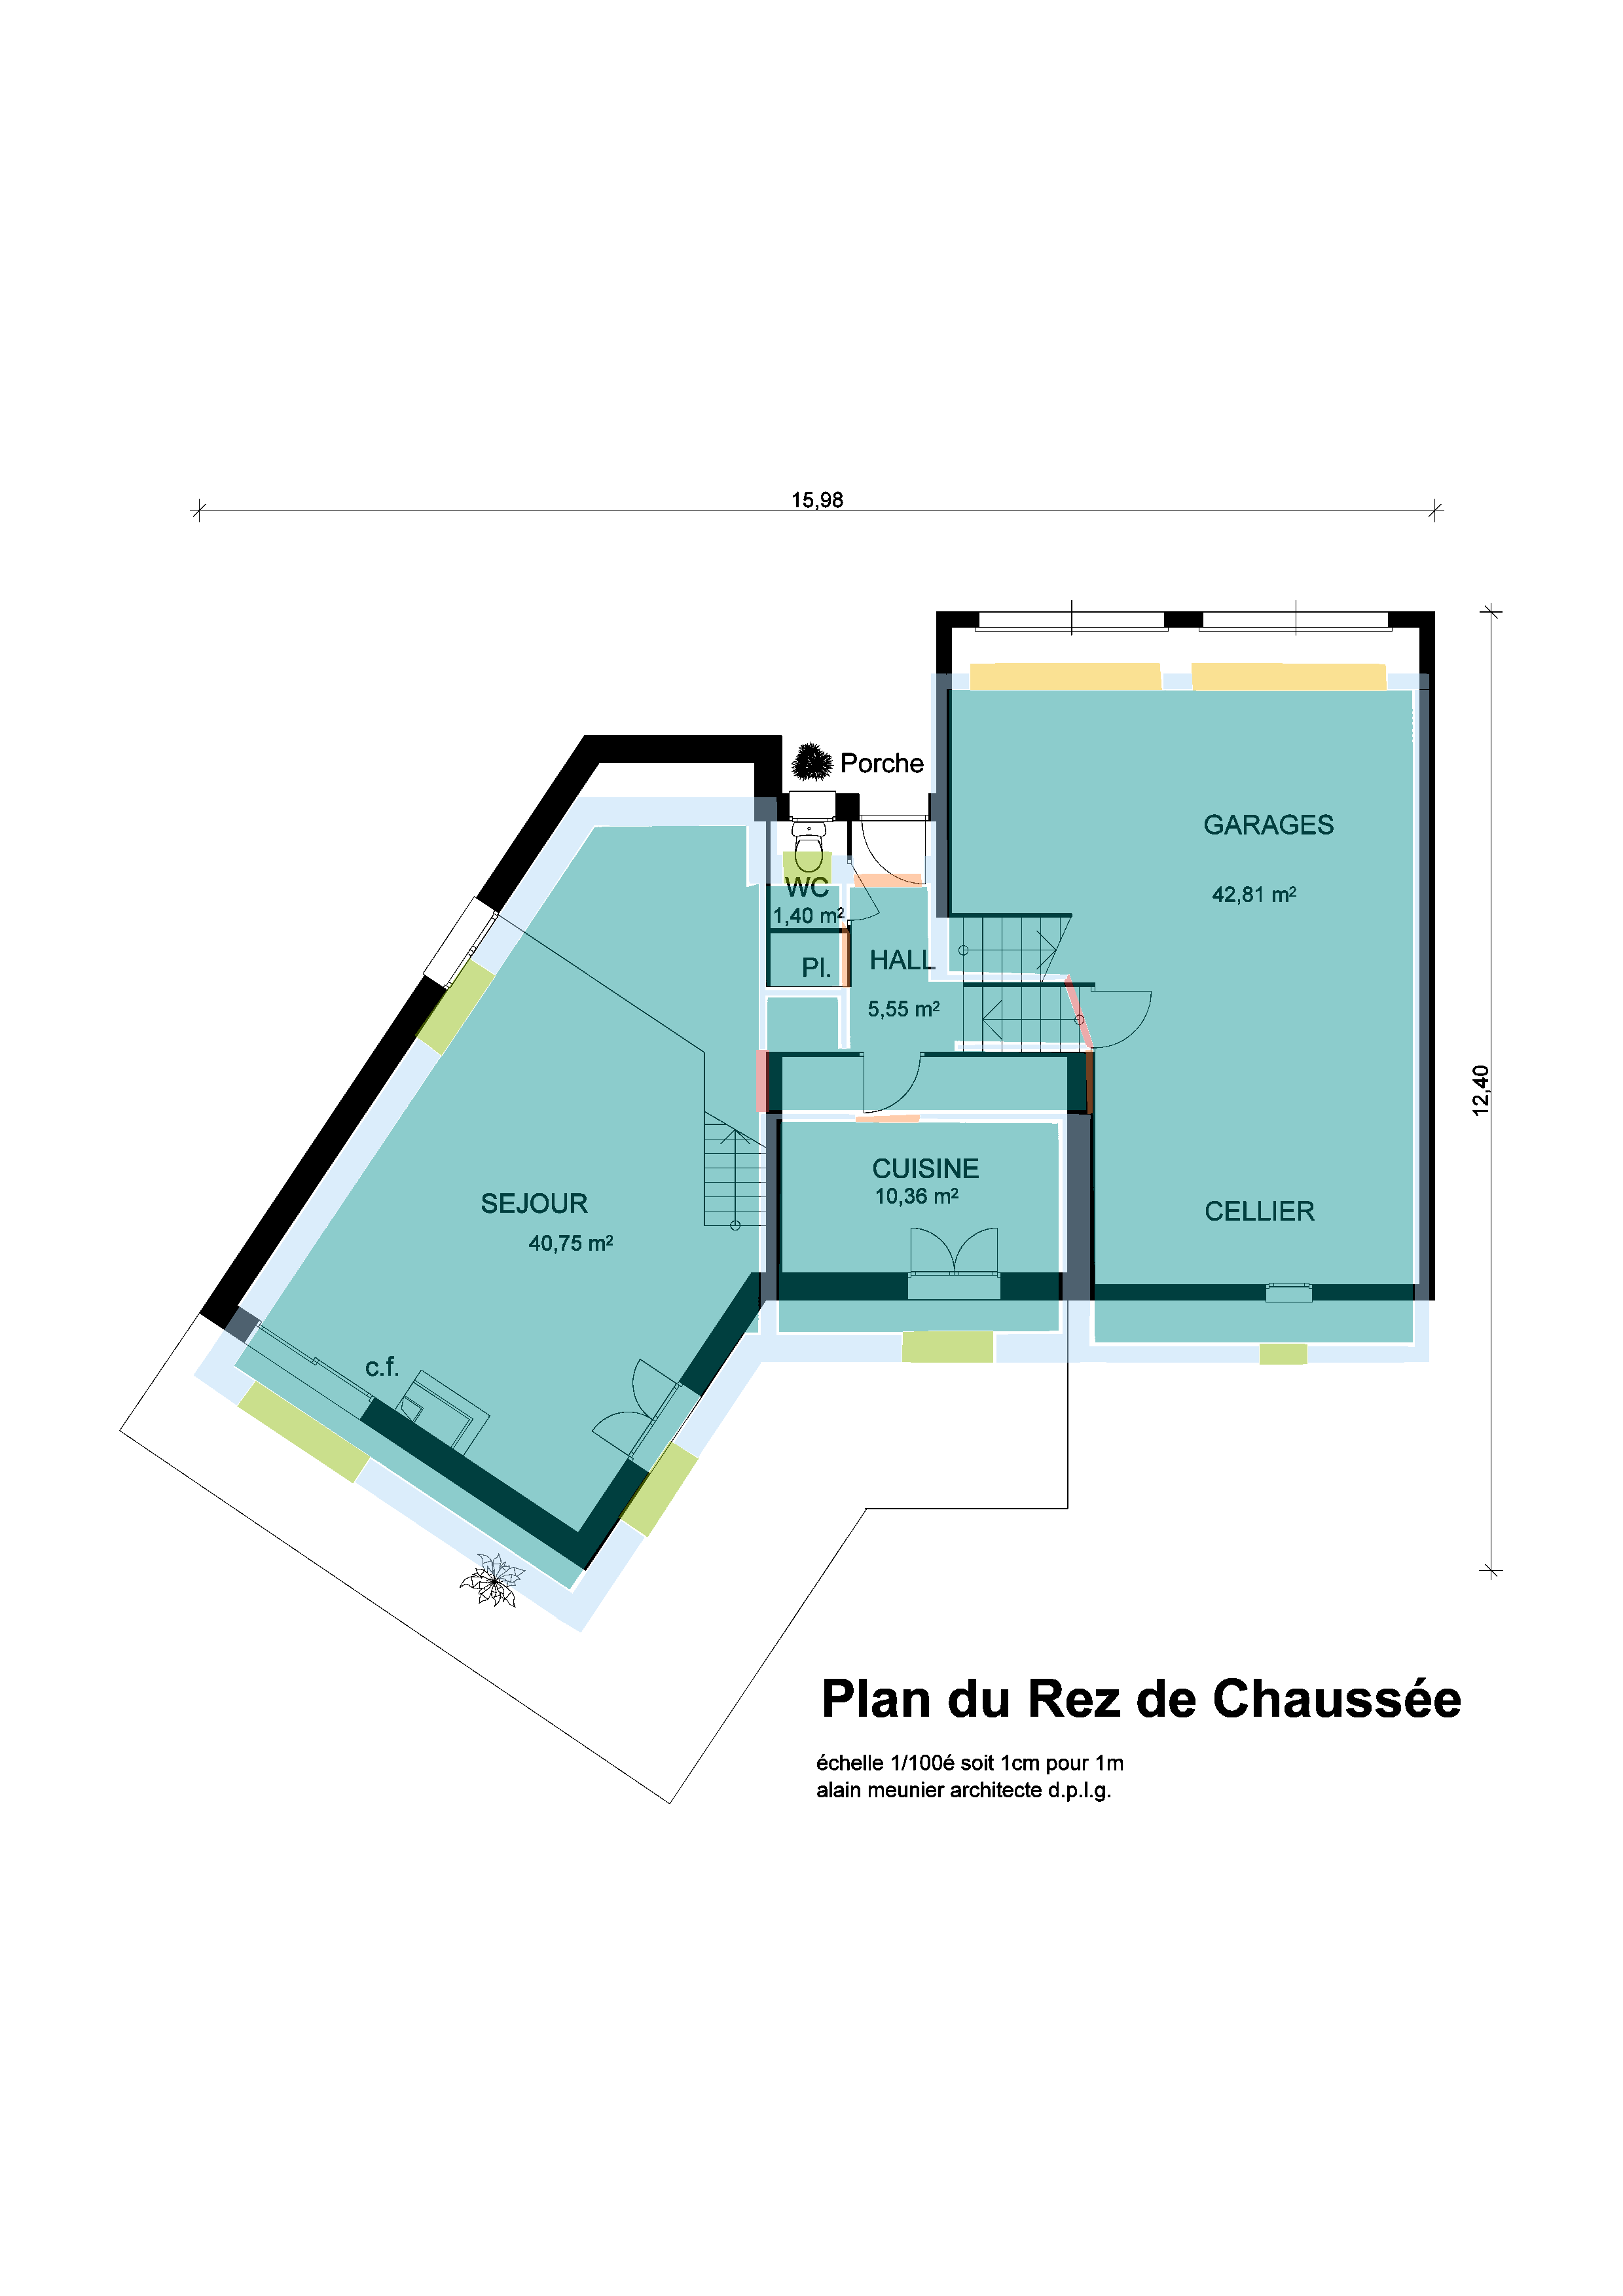 15,98
Porche
GARAGES
42,81 m²
WC
1,40 m²
Pl.
HALL
5,55 m²
12,40
CUISINE
10,36 m²
SEJOUR
40,75 m²
CELLIER
c.f.
Plan du Rez de Chaussée
échelle 1/100é soit 1cm pour 1m
alain meunier architecte d.p.l.g.